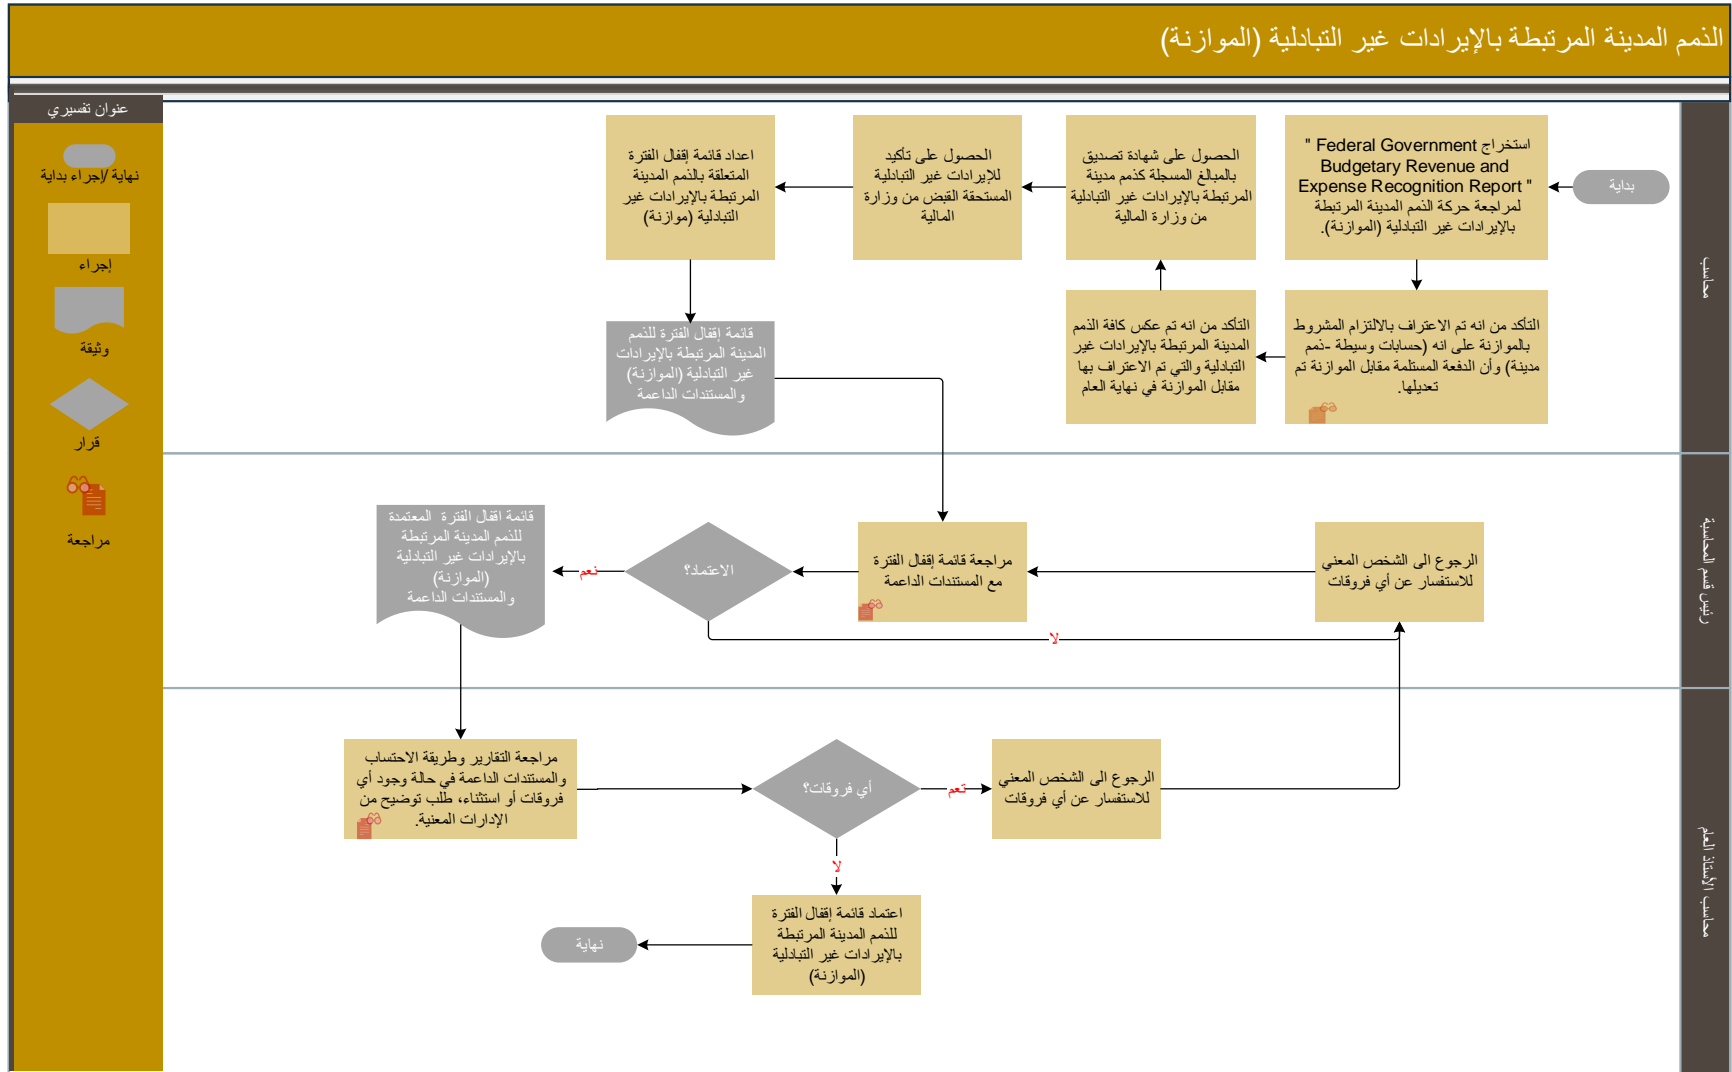 الذمم المدينة المرتبطة بالإيرادات غير التبادلية (الموازنة)
محاسب
بداية
استخراج Federal Government "
Budgetary Revenue and
Expense Recognition Report "
لمراجعة حركة الذمم المدينة المرتبطة
بالإيرادات غير التبادلية (الموازنة).
الحصول على شهادة تصديق
بالمبالغ المسجلة كذمم مدينة
المرتبطة بالإيرادات غير التبادلية
من وزارة المالية
الحصول على تأكيد
للإيرادات غير التبادلية
المستحقة القبض من وزارة
المالية
اعداد قائمة إقفال الفترة
المتعلقة بالذمم المدينة
المرتبطة بالإيرادات غير
التبادلية (موازنة)
التأكد من انه تم الاعتراف بالالتزام المشروط
بالموازنة على انه (حسابات وسيطة -ذمم
مدينة) وأن الدفعة المستلمة مقابل الموازنة تم
تعديلها.
التأكد من انه تم عكس كافة الذمم
المدينة المرتبطة بالإيرادات غير
التبادلية والتي تم الاعتراف بها
مقابل الموازنة في نهاية العام
قائمة إقفال الفترة للذمم
المدينة المرتبطة بالإيرادات
غير التبادلية (الموازنة)
والمستندات الداعمة
رئيس قسم المحاسبة
الرجوع الى الشخص المعني
للاستفسار عن أي فروقات
مراجعة قائمة إقفال الفترة
مع المستندات الداعمة
الاعتماد؟
نعم
لا
قائمة اقفال الفترة المعتمدة
للذمم المدينة المرتبطة
بالإيرادات غير التبادلية
(الموازنة)
والمستندات الداعمة
محاسب الأستاذ العام
مراجعة التقارير وطريقة الاحتساب
والمستندات الداعمة في حالة وجود أي
فروقات أو استثناء، طلب توضيح من
الإدارات المعنية.
أي فروقات؟
نعم
الرجوع الى الشخص المعني
للاستفسار عن أي فروقات
لا
اعتماد قائمة إقفال الفترة
للذمم المدينة المرتبطة
بالإيرادات غير التبادلية
(الموازنة)
نهاية
عنوان تفسيري
نهاية /إجراء بداية
إجراء
وثيقة
قرار
مراجعة